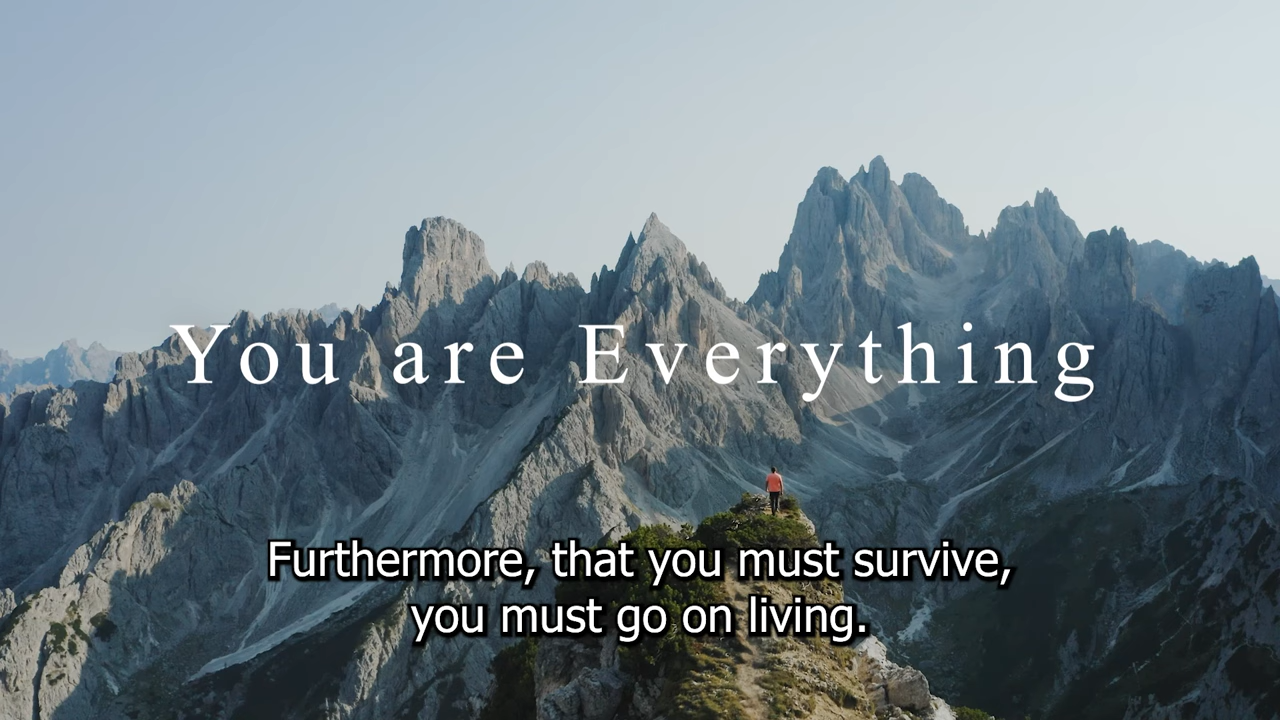 You are Everything
Furthermore, that you must survive,
you must go on living.